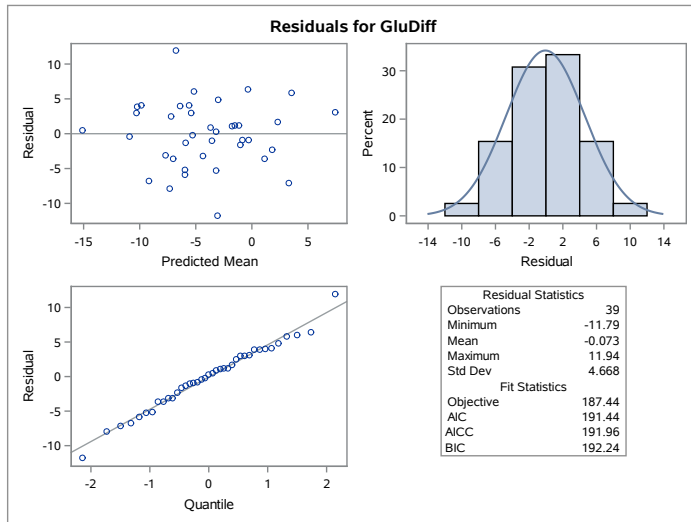 Residuals for GluDiff
10
5
0
-5
-10
Residual
-15
-10
-5
0
5
Predicted Mean
30
20
10
0
Percent
-14
-10
-6
-2
2
6
10
14
Residual
10
5
0
-5
-10
Residual
-2
-1
0
1
2
Quantile
Residual Statistics
Observations 39
Minimum -11.79
Mean -0.073
Maximum 11.94
Std Dev 4.668
Fit Statistics
Objective 187.44
AIC 191.44
AICC 191.96
BIC 192.24